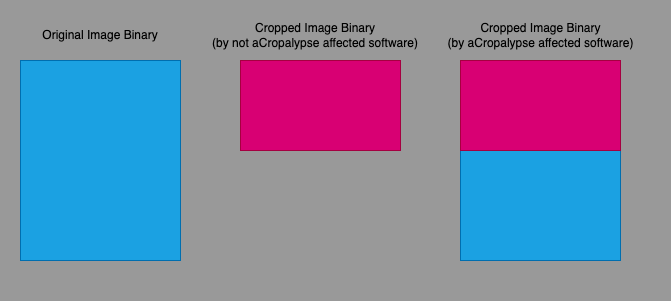 Original Image Binary
Cropped Image Binary
(by not aCropalypse affected software)
Cropped Image Binary
(by aCropalypse affected software)